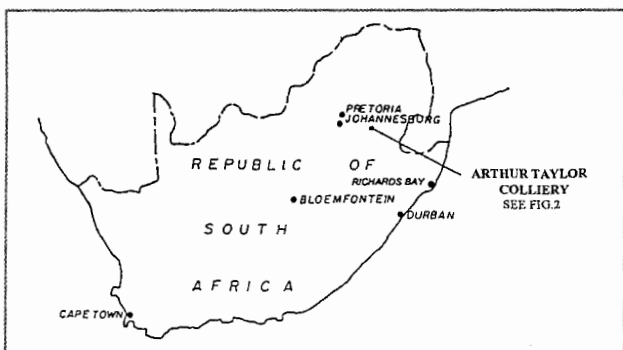 PRETORIA
JOHANNESBURG
REPUBLIC OF
RICHARDS BAY
ARTHUR TAYLOR
COLLIERY
SEE FIG.2
BLOEMFONTEIN
DURBAN
SOUTH
AFRICA
CAPE TOWN